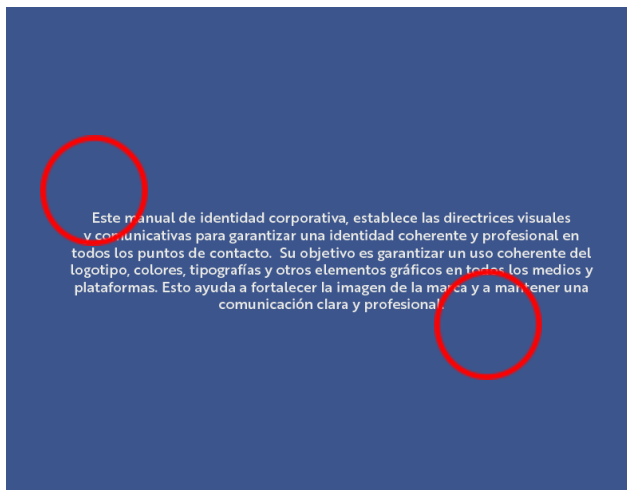 Este manual de identidad corporativa, establece las directrices visuales
y comunicativas para garantizar una identidad coherente y profesional en
todos los puntos de contacto.  Su objetivo es garantizar un uso coherente del
logotipo, colores, tipografías y otros elementos gráficos en todos los medios y
plataformas. Esto ayuda a fortalecer la imagen de la marca y a mantener una
comunicación clara y profesional.